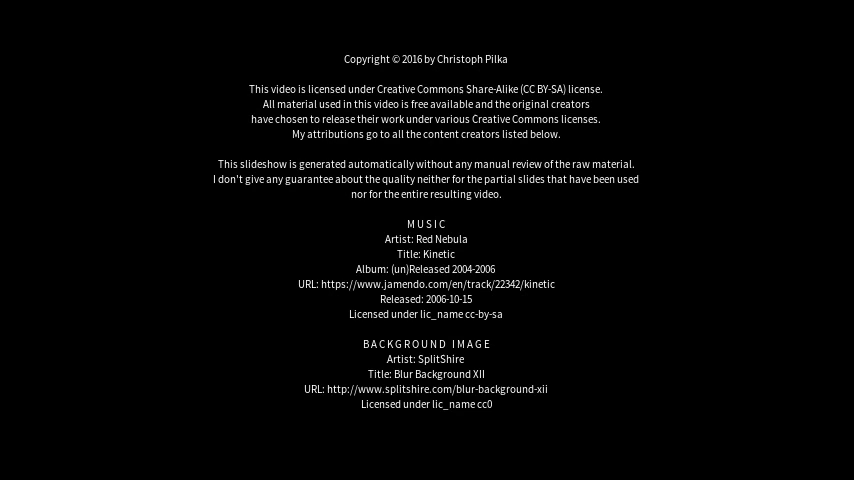 Copyright © 2016 by Christoph Pilka
This video is licensed under Creative Commons Share-Alike (CC BY-SA) license.
All material used in this video is free available and the original creators
have chosen to release their work under various Creative Commons licenses.
My attributions go to all the content creators listed below.
This slideshow is generated automatically without any manual review of the raw material.
I don't give any guarantee about the quality neither for the partial slides that have been used
nor for the entire resulting video.
MUSIC
Artist: Red Nebula
Title: Kinetic
Album: (un)Released 2004-2006
URL: https://www.jamendo.com/en/track/22342/kinetic
Released: 2006-10-15
Licensed under lic_name cc-by-sa
BACKGROUND IMAGE
Artist: SplitShire
Title: Blur Background XII
URL: http://www.splitshire.com/blur-background-xii
Licensed under lic_name cc0